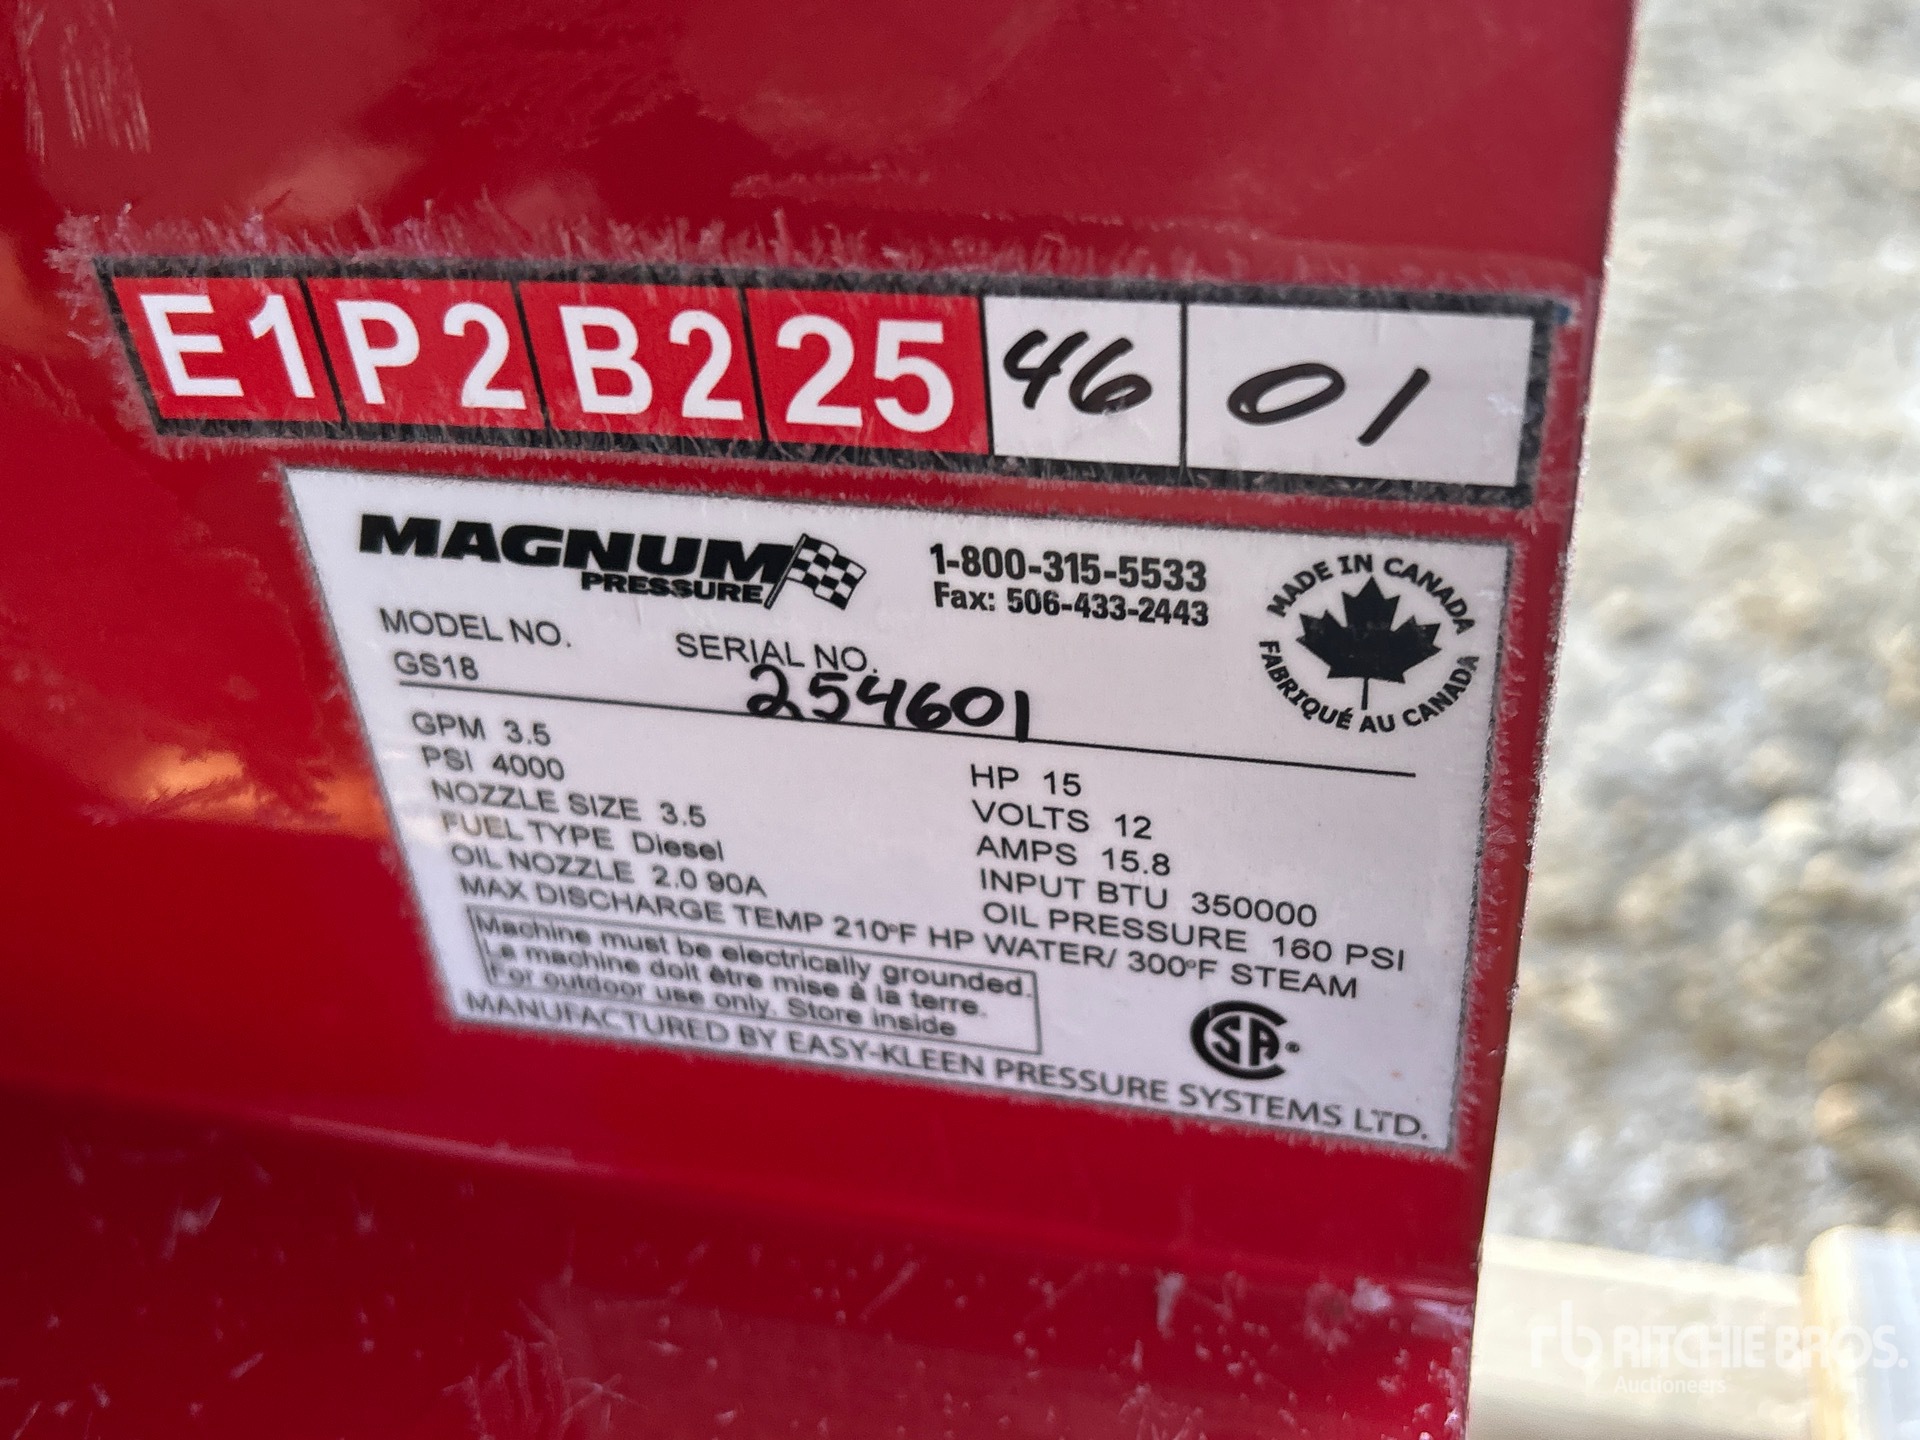 E1 P2 B2 25 46 01
MAGNUM
PRESSURE
1-800-315-5533
Fax: 506-433-2443
MADE IN CANADA
FABRIQUÉ AU CANADA
MODEL NO.
GS18
SERIAL NO.
254601
GPM 3.5
PSI 4000
NOZZLE SIZE 3.5
FUEL TYPE Diesel
OIL NOZZLE 2.0 90A
HP 15
VOLTS 12
AMPS 15.8
INPUT BTU 350000
OIL PRESSURE 160 PSI
MAX DISCHARGE TEMP 210°F HP WATER/ 300°F STEAM
Machine must be electrically grounded.
La machine doit être mise à la terre.
For outdoor use only. Store inside
CSA®
MANUFACTURED BY EASY-KLEEN PRESSURE SYSTEMS LTD.
rb RITCHIE BROS.
Auctioneers